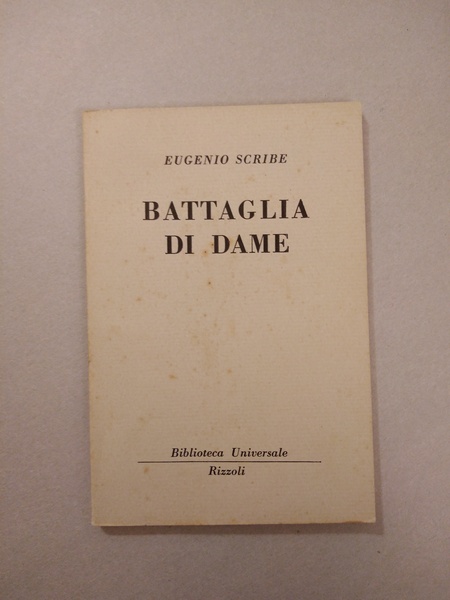 EUGENIO SCRIBE
BATTAGLIA
DI DAME
Biblioteca Universale
Rizzoli